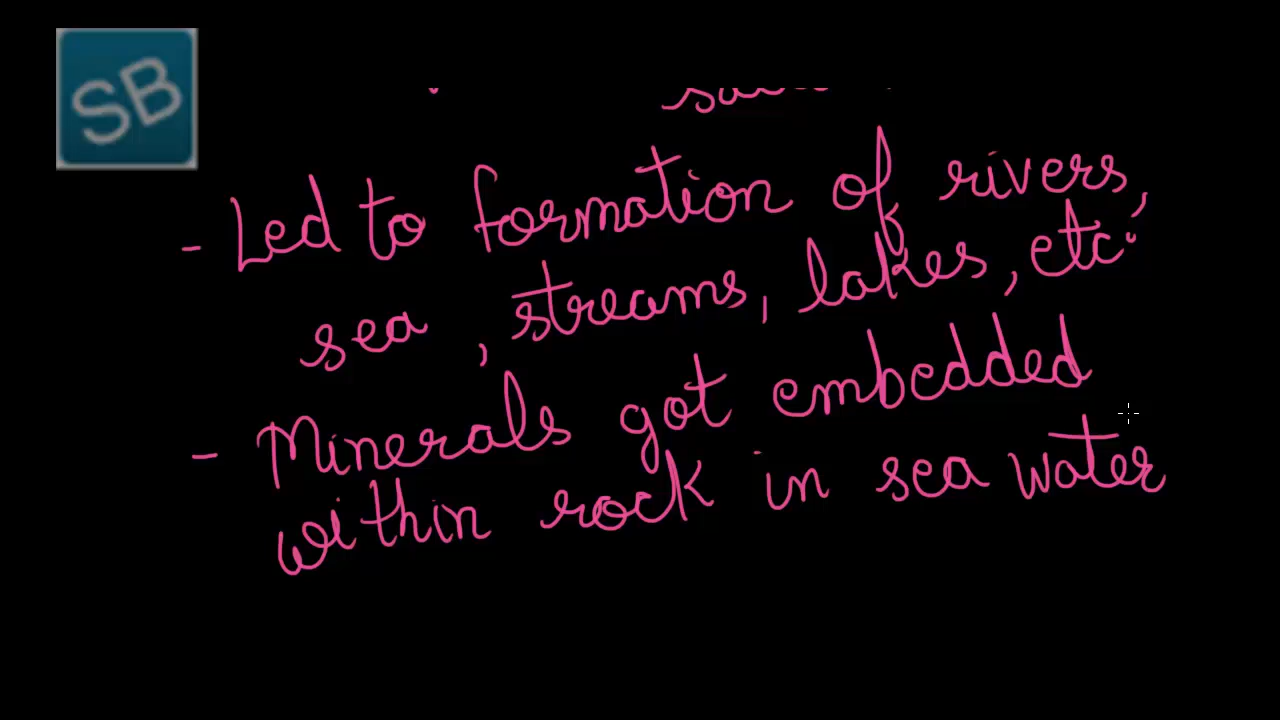 SB
- Led to formation of rivers,
sea, streams, lakes, etc.
- Minerals got embedded
within rock in sea water